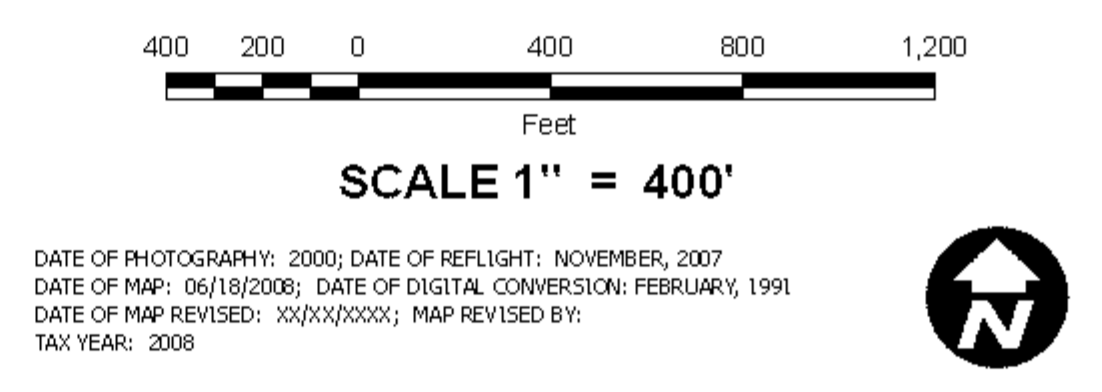 400 200 0 400 800 1,200
Feet
SCALE 1" = 400'
DATE OF PHOTOGRAPHY: 2000; DATE OF REFLIGHT: NOVEMBER, 2007
DATE OF MAP: 06/18/2008; DATE OF DIGITAL CONVERSION: FEBRUARY, 1991
DATE OF MAP REVISED: XX/XX/XXXX; MAP REVISED BY:
TAX YEAR: 2008
N